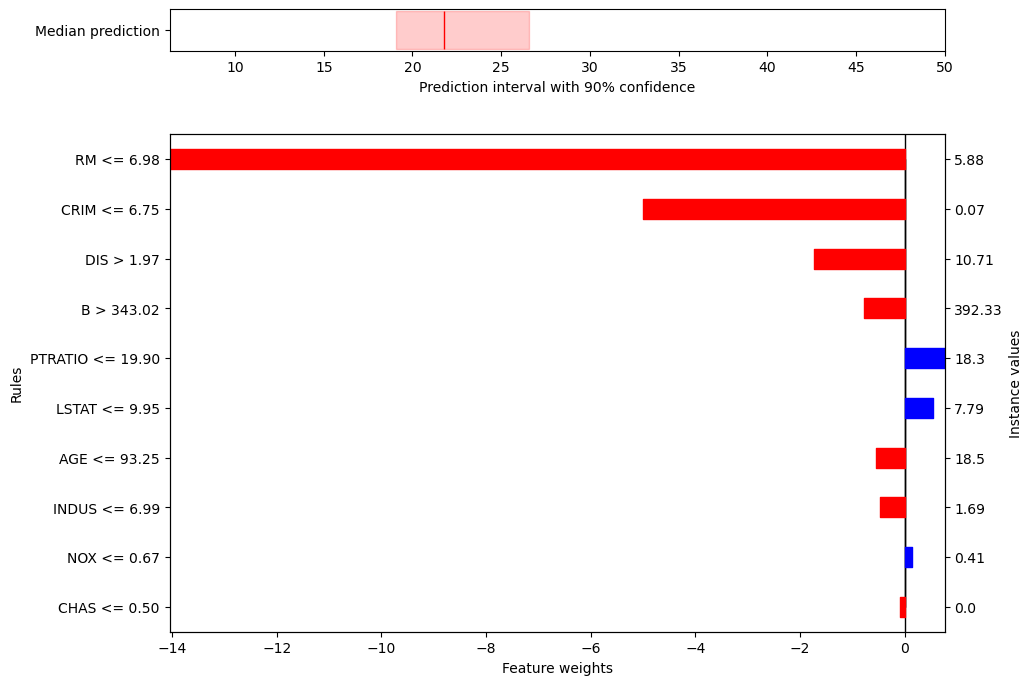 Median prediction
10 15 20 25 30 35 40 45 50
Prediction interval with 90% confidence
RM <= 6.98 5.88
CRIM <= 6.75 0.07
DIS > 1.97 10.71
B > 343.02 392.33
PTRATIO <= 19.90 18.3
LSTAT <= 9.95 7.79
AGE <= 93.25 18.5
INDUS <= 6.99 1.69
NOX <= 0.67 0.41
CHAS <= 0.50 0.0
Rules
Instance values
−14 −12 −10 −8 −6 −4 −2 0
Feature weights